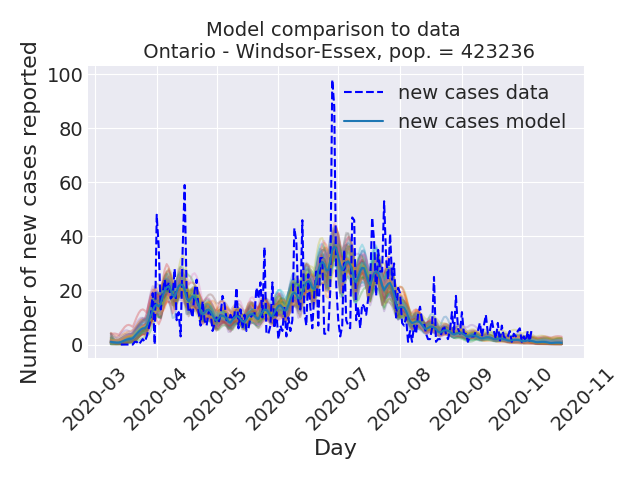 Model comparison to data
Ontario - Windsor-Essex, pop. = 423236
Number of new cases reported
100
80
60
40
20
0
new cases data
new cases model
2020-03
2020-04
2020-05
2020-06
2020-07
2020-08
2020-09
2020-10
2020-11
Day